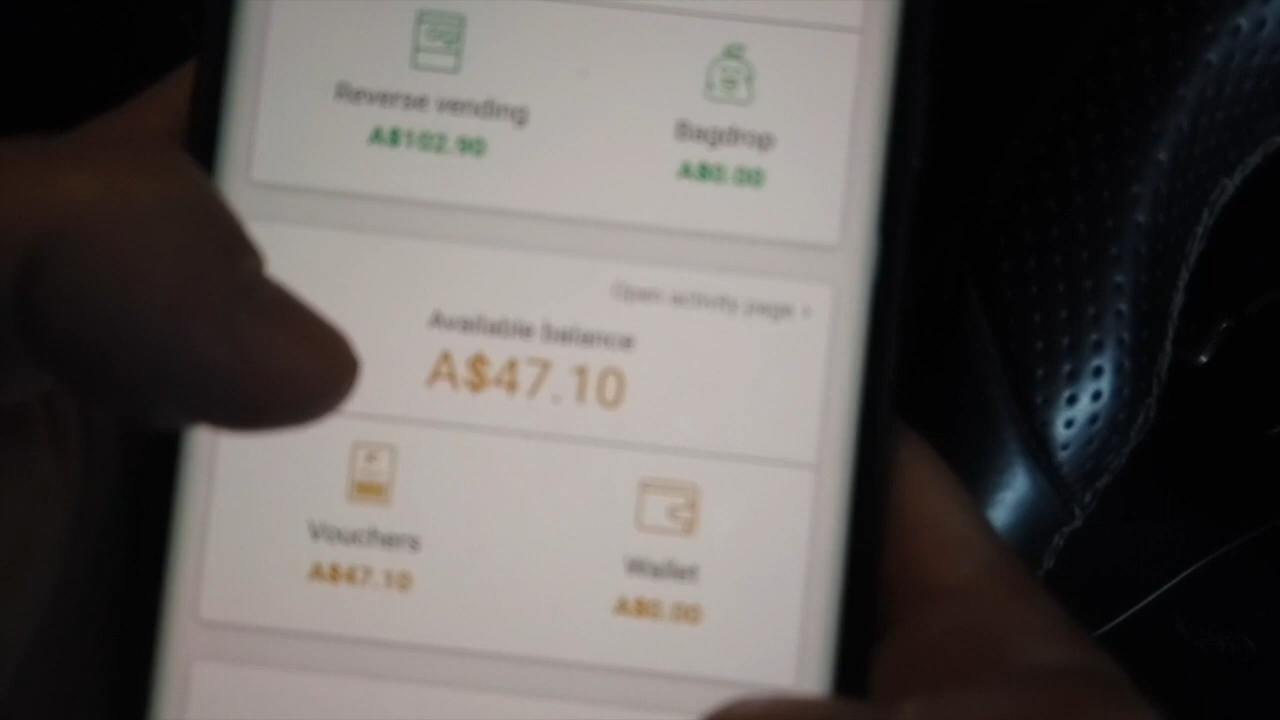 Reverse vending
A$102.90
Bagdrop
A$0.00
Open activity page ›
Available balance
A$47.10
Vouchers
A$47.10
Wallet
A$0.00